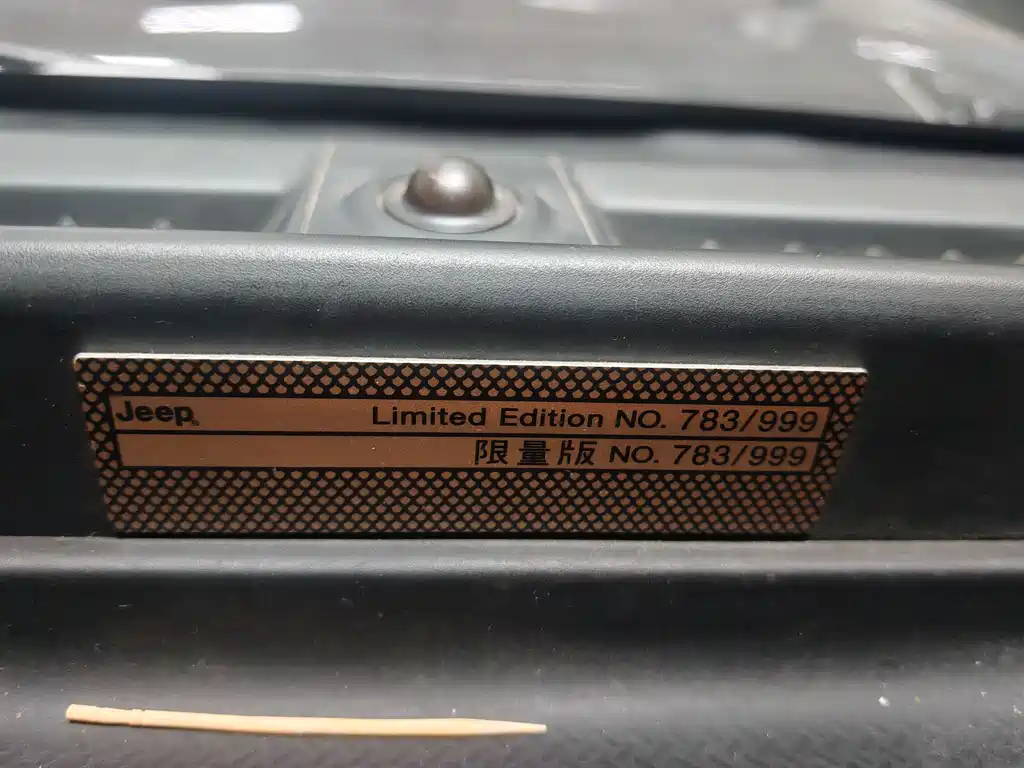 Jeep Limited Edition NO. 783/999
限量版 NO. 783/999